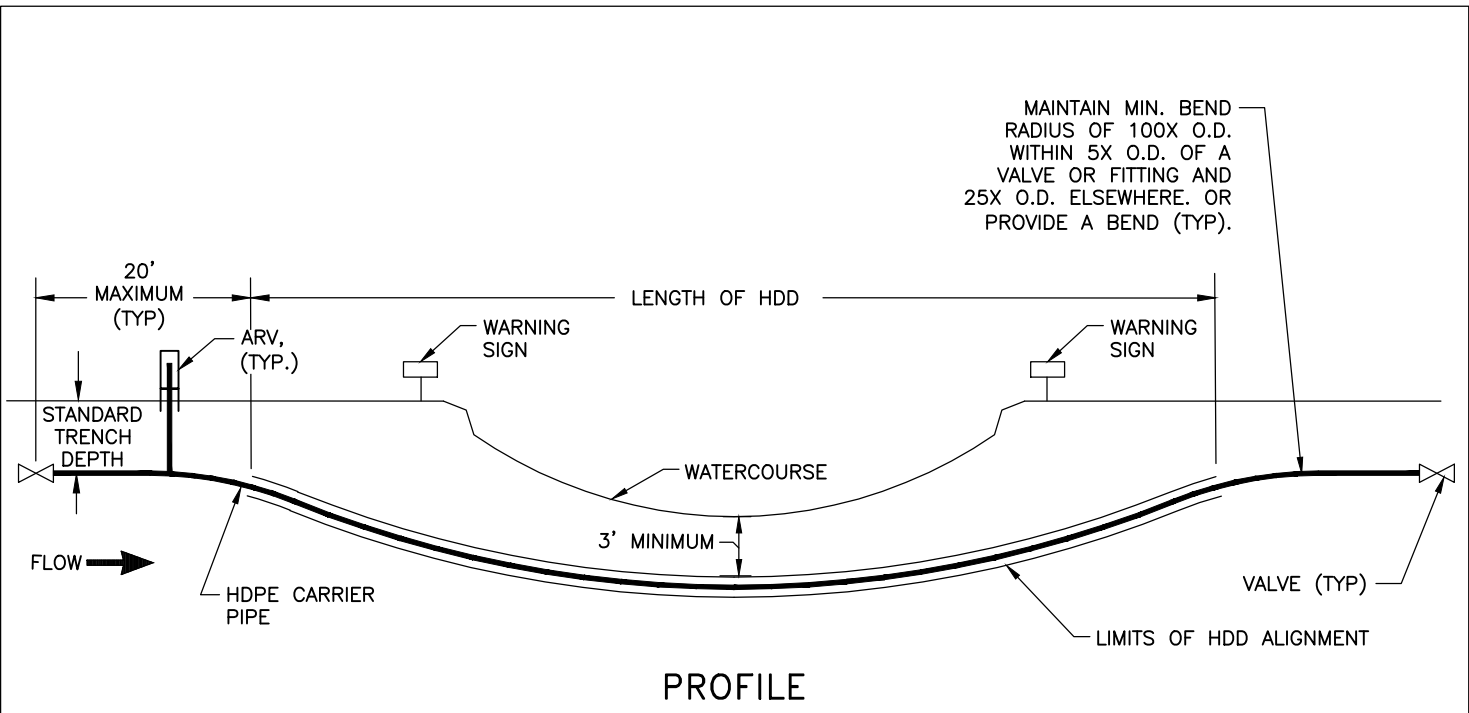 MAINTAIN MIN. BEND
RADIUS OF 100X O.D.
WITHIN 5X O.D. OF A
VALVE OR FITTING AND
25X O.D. ELSEWHERE. OR
PROVIDE A BEND (TYP).
20'
MAXIMUM
(TYP)
LENGTH OF HDD
ARV,
(TYP.)
WARNING
SIGN
WARNING
SIGN
STANDARD
TRENCH
DEPTH
WATERCOURSE
3' MINIMUM
FLOW
HDPE CARRIER
PIPE
VALVE (TYP)
LIMITS OF HDD ALIGNMENT
PROFILE